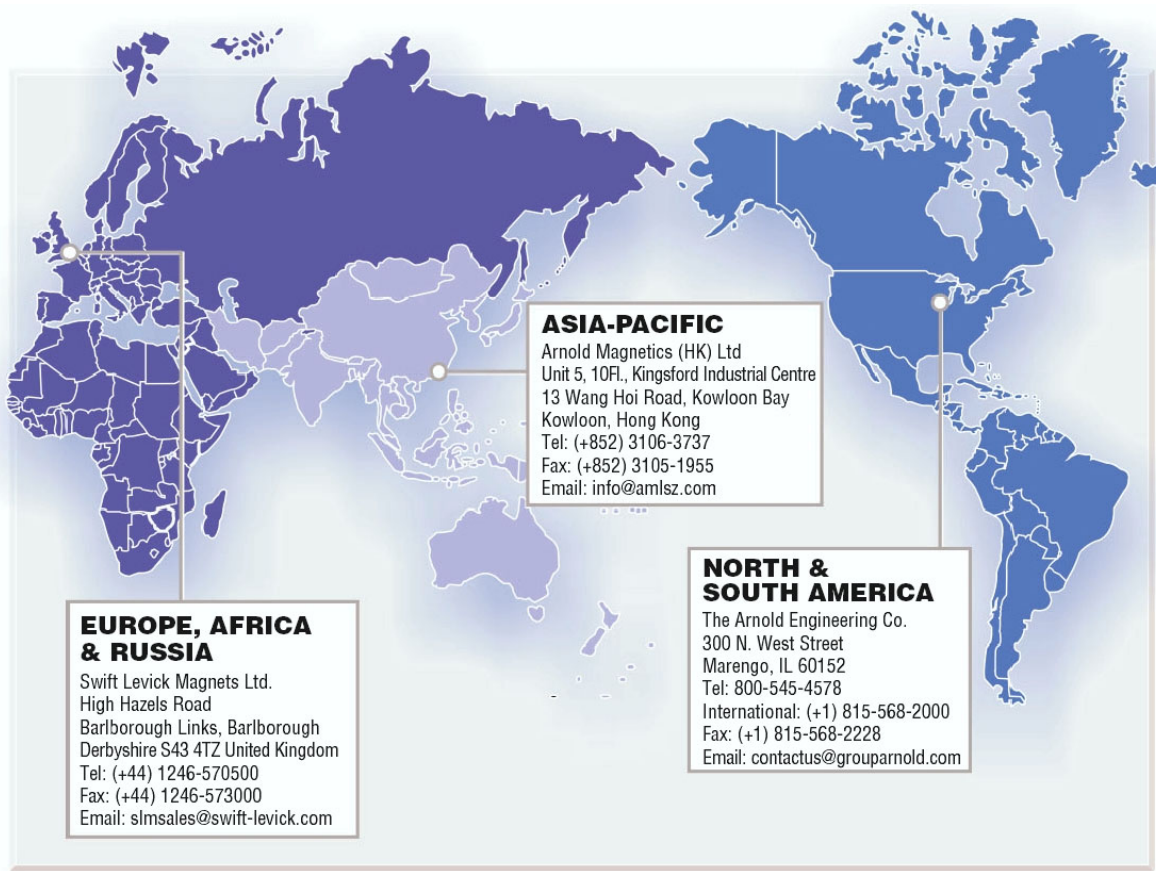 ASIA-PACIFIC
Arnold Magnetics (HK) Ltd
Unit 5, 10Fl., Kingsford Industrial Centre
13 Wang Hoi Road, Kowloon Bay
Kowloon, Hong Kong
Tel: (+852) 3106-3737
Fax: (+852) 3105-1955
Email: info@amlsz.com
NORTH &
SOUTH AMERICA
The Arnold Engineering Co.
300 N. West Street
Marengo, IL 60152
Tel: 800-545-4578
International: (+1) 815-568-2000
Fax: (+1) 815-568-2228
Email: contactus@grouparnold.com
EUROPE, AFRICA
& RUSSIA
Swift Levick Magnets Ltd.
High Hazels Road
Barlborough Links, Barlborough
Derbyshire S43 4TZ United Kingdom
Tel: (+44) 1246-570500
Fax: (+44) 1246-573000
Email: slmsales@swift-levick.com